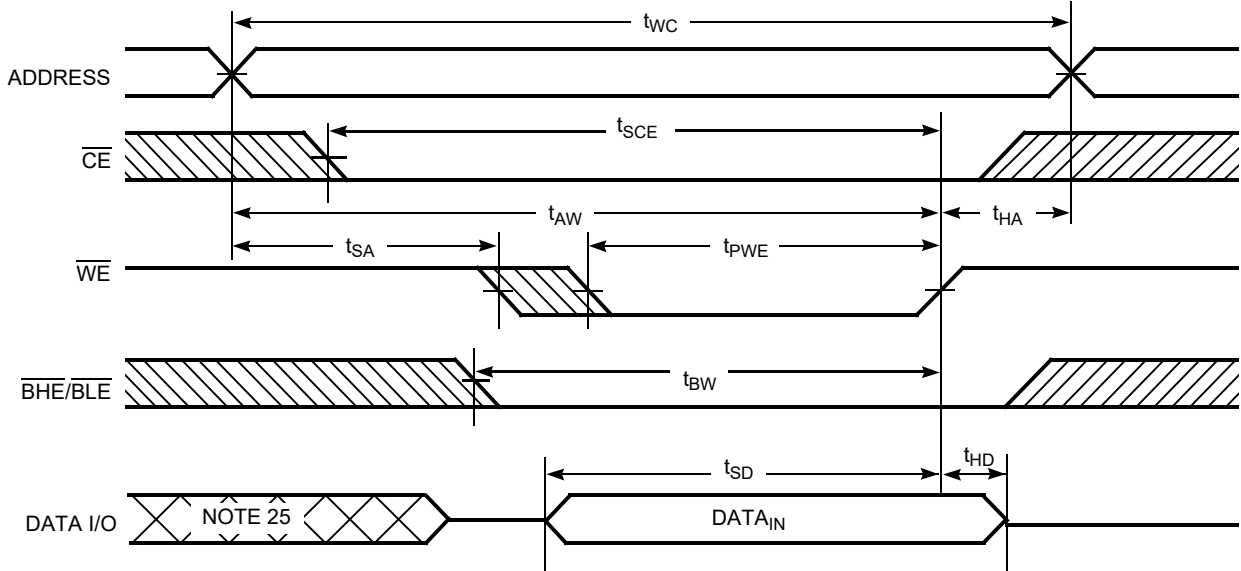 tWC
ADDRESS
tSCE
CE
tAW
tHA
tSA
tPWE
WE
tBW
BHE/BLE
tSD
tHD
DATA I/O
NOTE 25
DATAIN